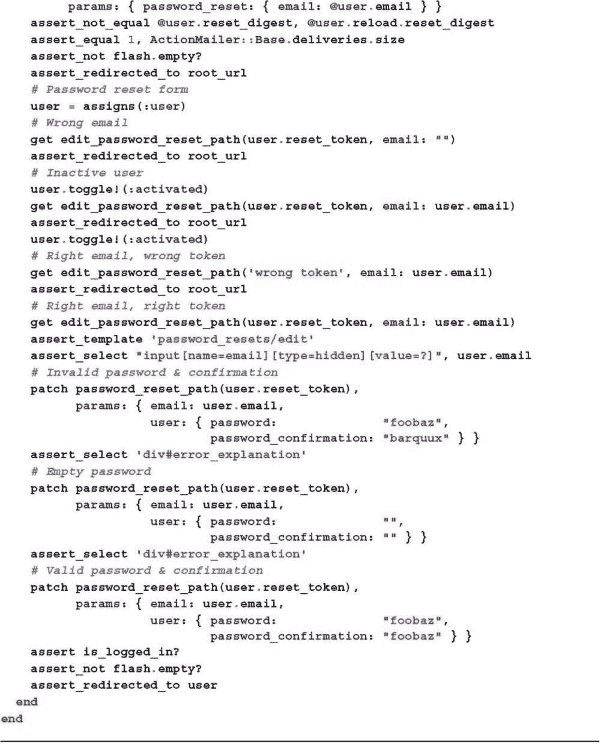 params: { password_reset: { email: @user.email } }
    assert_not_equal @user.reset_digest, @user.reload.reset_digest
    assert_equal 1, ActionMailer::Base.deliveries.size
    assert_not flash.empty?
    assert_redirected_to root_url
    # Password reset form
    user = assigns(:user)
    # Wrong email
    get edit_password_reset_path(user.reset_token, email: "")
    assert_redirected_to root_url
    # Inactive user
    user.toggle!(:activated)
    get edit_password_reset_path(user.reset_token, email: user.email)
    assert_redirected_to root_url
    user.toggle!(:activated)
    # Right email, wrong token
    get edit_password_reset_path('wrong token', email: user.email)
    assert_redirected_to root_url
    # Right email, right token
    get edit_password_reset_path(user.reset_token, email: user.email)
    assert_template 'password_resets/edit'
    assert_select "input[name=email][type=hidden][value=?]", user.email
    # Invalid password & confirmation
    patch password_reset_path(user.reset_token),
          params: { email: user.email,
                    user: { password:              "foobaz",
                            password_confirmation: "barquux" } }
    assert_select 'div#error_explanation'
    # Empty password
    patch password_reset_path(user.reset_token),
          params: { email: user.email,
                    user: { password:              "",
                            password_confirmation: "" } }
    assert_select 'div#error_explanation'
    # Valid password & confirmation
    patch password_reset_path(user.reset_token),
          params: { email: user.email,
                    user: { password:              "foobaz",
                            password_confirmation: "foobaz" } }
    assert is_logged_in?
    assert_not flash.empty?
    assert_redirected_to user
  end
end